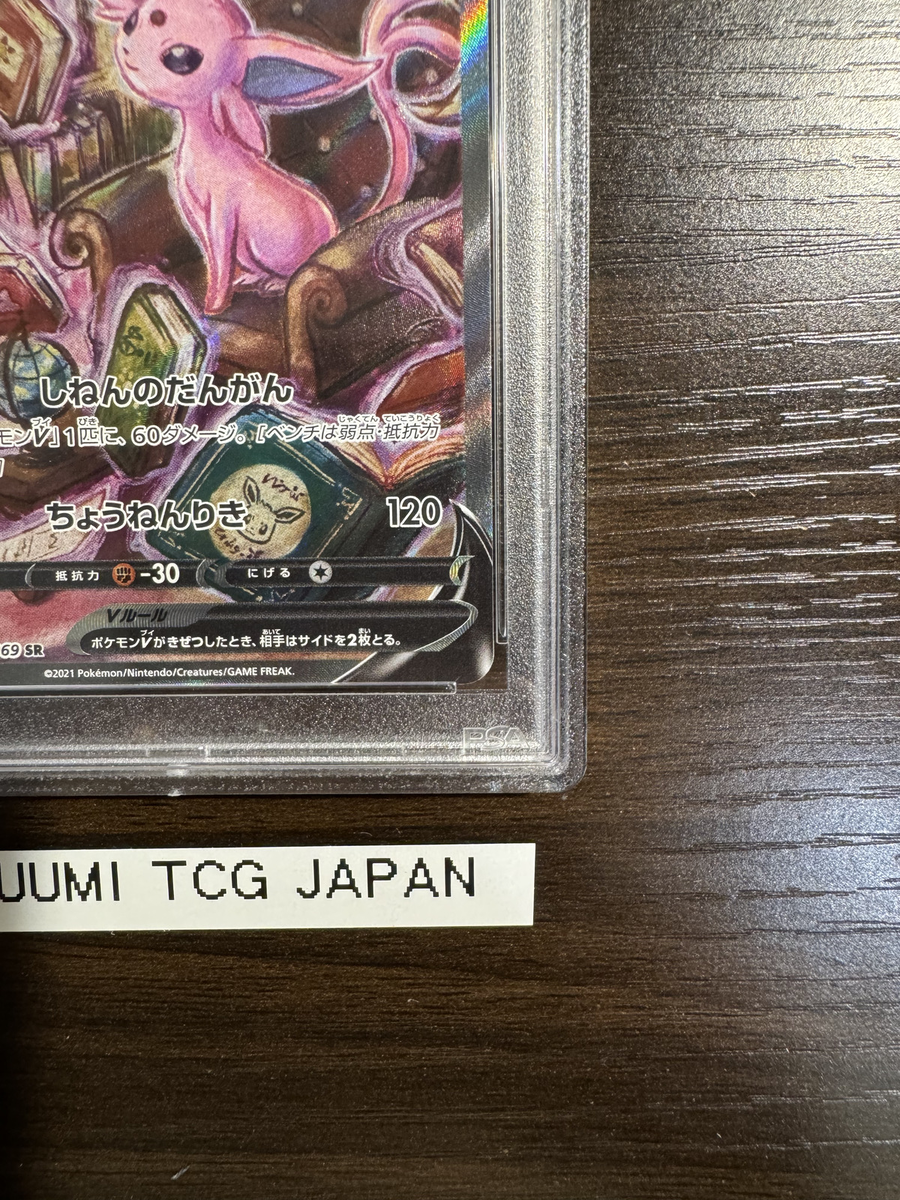 しねんのだんがん
モンV」1匹に、60ダメージ。[ベンチは弱点・抵抗力
ちょうねんりき 120
抵抗力 -30 にげる
Vルール
ポケモンVがきぜつしたとき、相手はサイドを2枚とる。
69 SR
©2021 Pokémon/Nintendo/Creatures/GAME FREAK.
PSA
UUMI TCG JAPAN